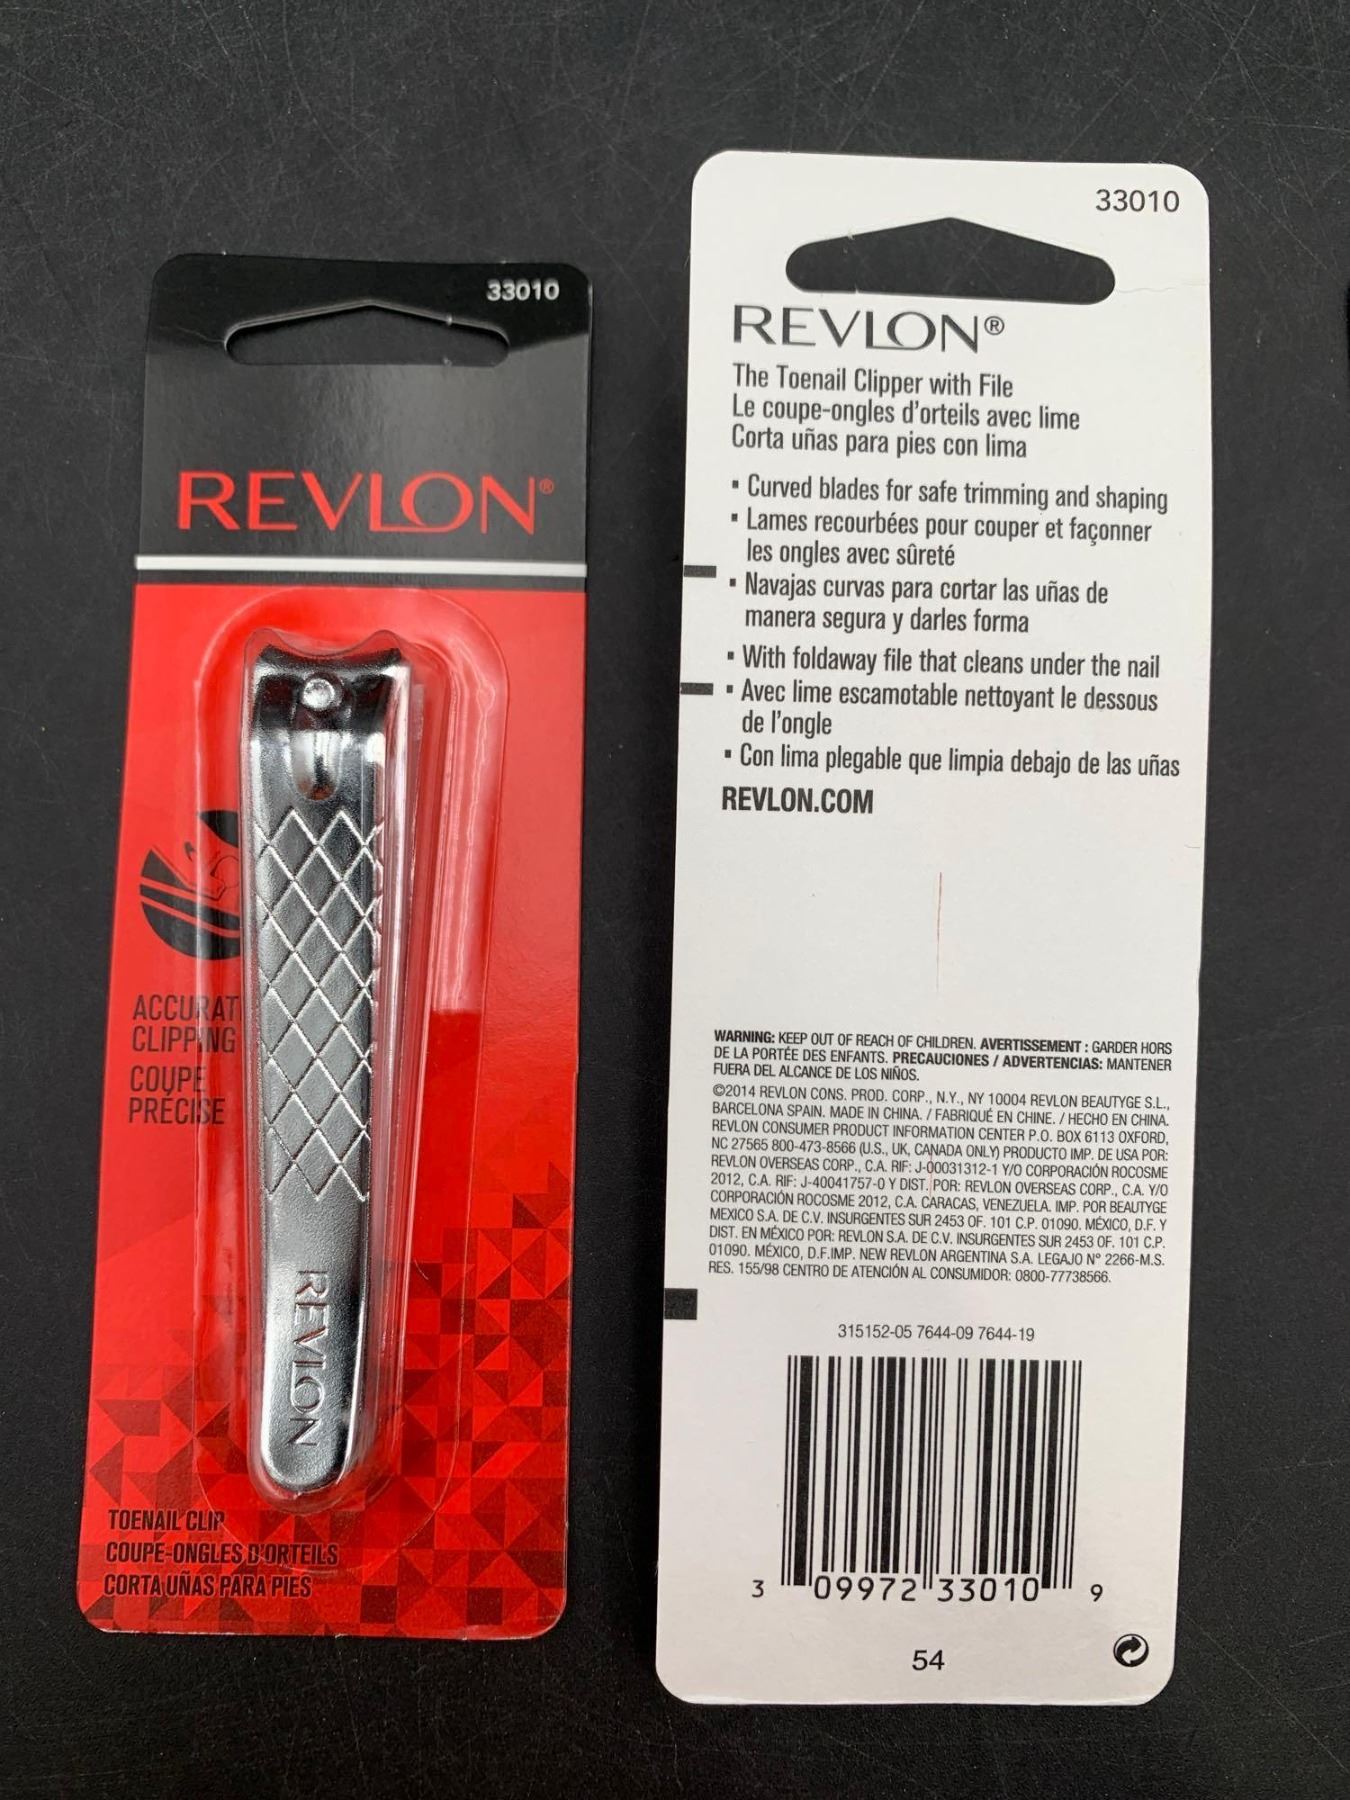 33010
REVLON®
ACCURAT
CLIPPING
COUPE
PRÉCISE
REVLON
TOENAIL CLIP
COUPE-ONGLES D'ORTEILS
CORTA UÑAS PARA PIES
33010
REVLON®
The Toenail Clipper with File
Le coupe-ongles d'orteils avec lime
Corta uñas para pies con lima
▪ Curved blades for safe trimming and shaping
▪ Lames recourbées pour couper et façonner
les ongles avec sûreté
▪ Navajas curvas para cortar las uñas de
manera segura y darles forma
▪ With foldaway file that cleans under the nail
▪ Avec lime escamotable nettoyant le dessous
de l'ongle
▪ Con lima plegable que limpia debajo de las uñas
REVLON.COM
WARNING: KEEP OUT OF REACH OF CHILDREN. AVERTISSEMENT : GARDER HORS
DE LA PORTÉE DES ENFANTS. PRECAUCIONES / ADVERTENCIAS: MANTENER
FUERA DEL ALCANCE DE LOS NIÑOS.
©2014 REVLON CONS. PROD. CORP., N.Y., NY 10004 REVLON BEAUTYGE S.L.,
BARCELONA SPAIN. MADE IN CHINA. / FABRIQUÉ EN CHINE. / HECHO EN CHINA.
REVLON CONSUMER PRODUCT INFORMATION CENTER P.O. BOX 6113 OXFORD,
NC 27565 800-473-8566 (U.S., UK, CANADA ONLY) PRODUCTO IMP. DE USA POR:
REVLON OVERSEAS CORP., C.A. RIF: J-00031312-1 Y/O CORPORACIÓN ROCOSME
2012, C.A. RIF: J-40041757-0 Y DIST. POR: REVLON OVERSEAS CORP., C.A. Y/O
CORPORACIÓN ROCOSME 2012, C.A. CARACAS, VENEZUELA. IMP. POR BEAUTYGE
MEXICO S.A. DE C.V. INSURGENTES SUR 2453 OF. 101 C.P. 01090. MÉXICO, D.F. Y
DIST. EN MÉXICO POR: REVLON S.A. DE C.V. INSURGENTES SUR 2453 OF. 101 C.P.
01090. MÉXICO, D.F.IMP. NEW REVLON ARGENTINA S.A. LEGAJO Nº 2266-M.S.
RES. 155/98 CENTRO DE ATENCIÓN AL CONSUMIDOR: 0800-77738566.
315152-05 7644-09 7644-19
3 09972 33010 9
54